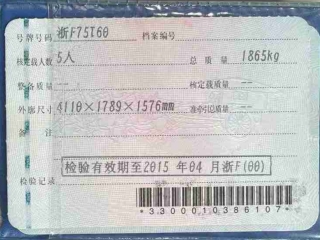 号牌号码 浙F75T60 档案编号
核定载人数 5人 总质量 1865kg
整备质量 -- 核定载质量 --
外廓尺寸 4110×1789×1576mm 准牵引总质量 --
检验有效期至2015年04月浙F(00)
检验记录
*3300010386107*